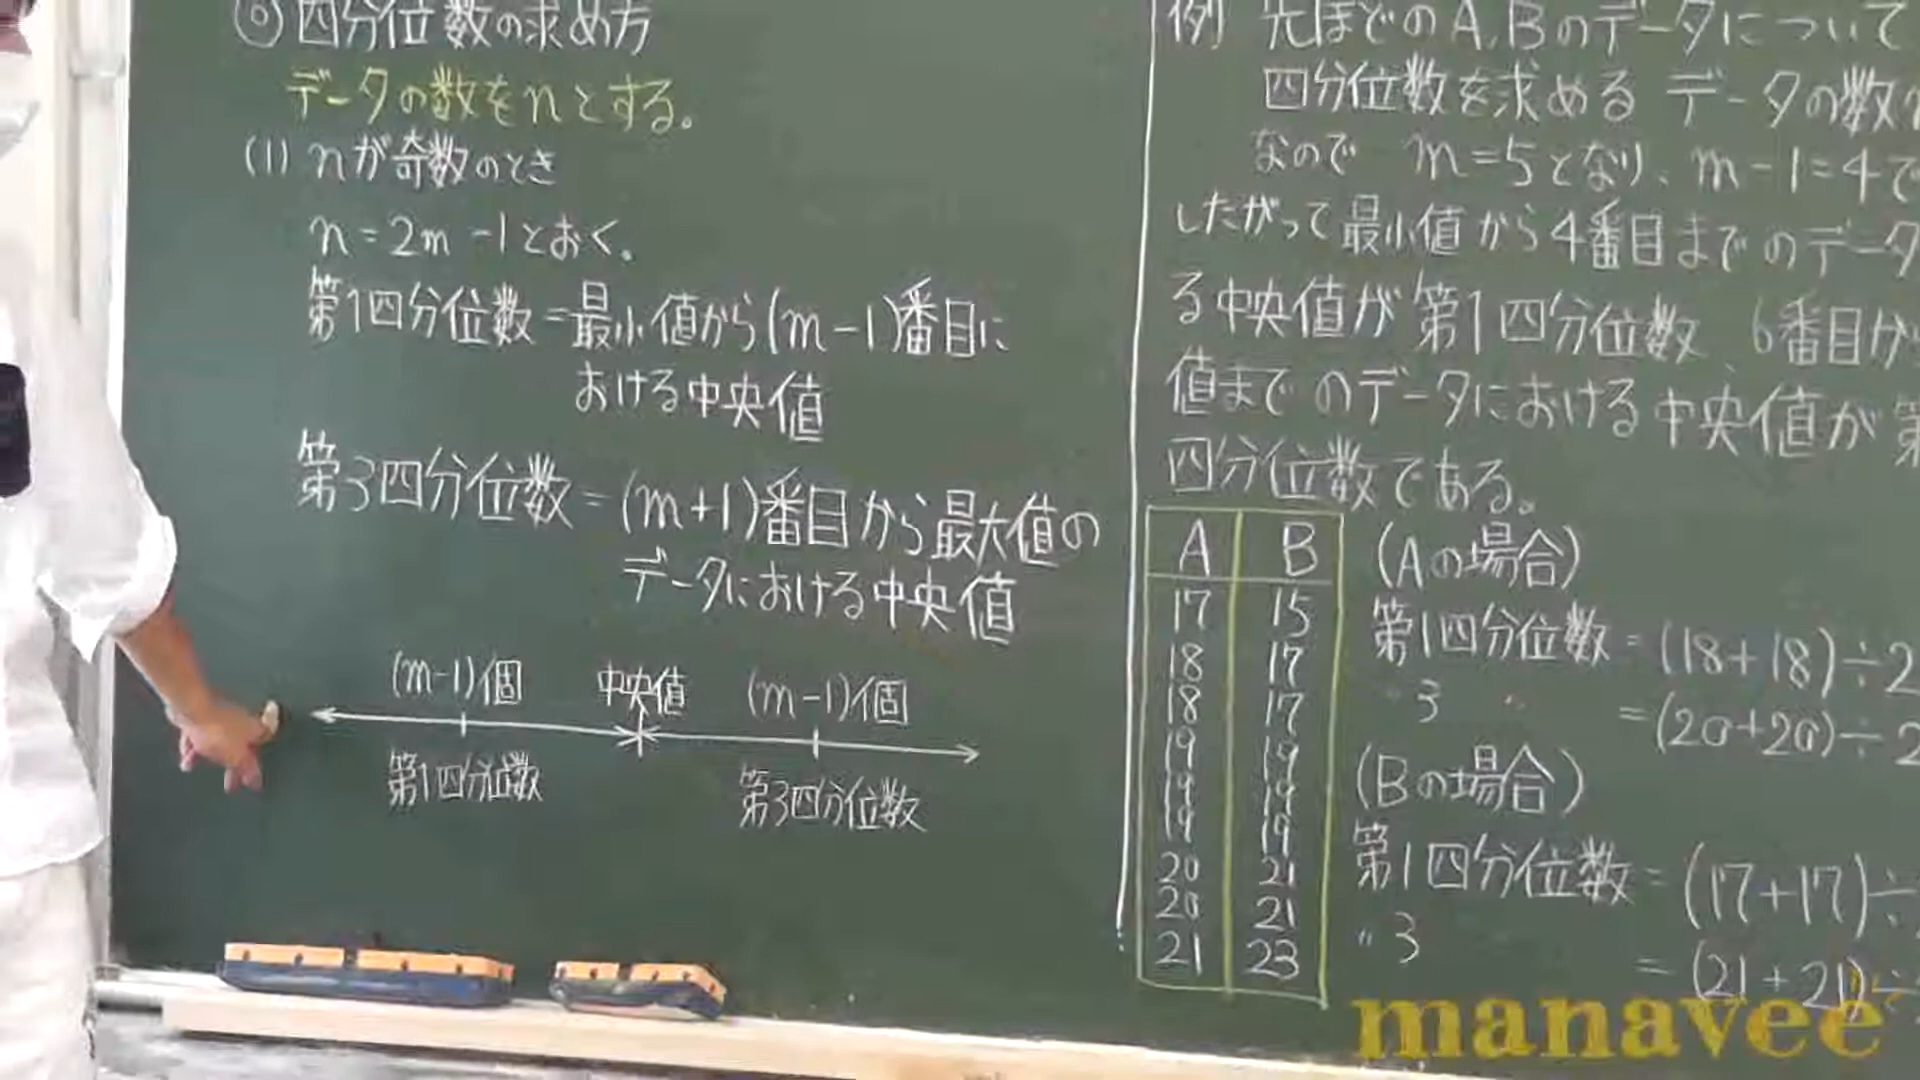 ◎ 四分位数の求め方
データの数をnとする。
(1) nが奇数のとき
n=2m-1とおく。
第1四分位数=最小値から(m-1)番目に
おける中央値
第3四分位数=(m+1)番目から最大値の
データにおける中央値
(m-1)個 中央値 (m-1)個
第1四分位数 第3四分位数
例) 先ほどのA,Bのデータについて
四分位数を求める データの数
なので m=5となり、m-1=4で
したがって最小値から4番目までのデータ
る中央値が第1四分位数、6番目か
値までのデータにおける中央値が第
四分位数である。
A B
17 15
18 17
18 17
19 19
19 19
19 19
20 21
20 21
21 23
(Aの場合)
第1四分位数=(18+18)÷2
〃 3 〃 =(20+20)÷2
(Bの場合)
第1四分位数=(17+17)÷
〃 3
=(21+21)÷
manavee